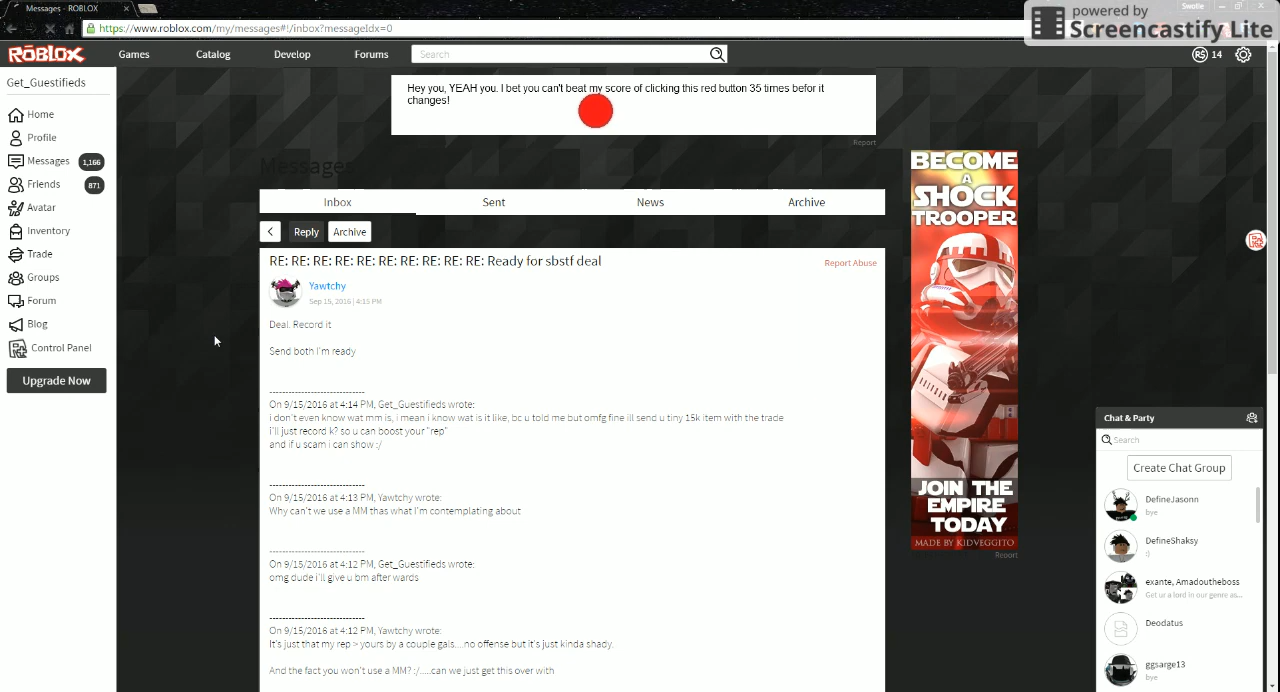 Messages - ROBLOX
Swotie
https://www.roblox.com/my/messages#!/inbox?messageIdx=0
powered by
Screencastify Lite
ROBLOX
Games
Catalog
Develop
Forums
Search
R$ 14
Get_Guestifieds
Home
Profile
Messages 1,166
Friends 871
Avatar
Inventory
Trade
Groups
Forum
Blog
Control Panel
Upgrade Now
Hey you, YEAH you. I bet you can't beat my score of clicking this red button 35 times befor it
changes!
Report
Messages
Inbox
Sent
News
Archive
Reply
Archive
RE: RE: RE: RE: RE: RE: RE: RE: RE: RE: Ready for sbstf deal
Report Abuse
Yawtchy
Sep 15, 2016 | 4:15 PM
Deal. Record it
Send both I'm ready
------------------------------
On 9/15/2016 at 4:14 PM, Get_Guestifieds wrote:
i don't even know wat mm is, i mean i know wat is it like, bc u told me but omfg fine ill send u tiny 15k item with the trade
i'll just record k? so u can boost your "rep"
and if u scam i can show :/
------------------------------
On 9/15/2016 at 4:13 PM, Yawtchy wrote:
Why can't we use a MM thas what I'm contemplating about
------------------------------
On 9/15/2016 at 4:12 PM, Get_Guestifieds wrote:
omg dude i'll give u bm after wards
------------------------------
On 9/15/2016 at 4:12 PM, Yawtchy wrote:
It's just that my rep > yours by a couple gals....no offense but it's just kinda shady.
And the fact you won't use a MM? :/.....can we just get this over with
BECOME
A
SHOCK
TROOPER
JOIN THE
EMPIRE
TODAY
MADE BY KIDVEGGITO
Report
Chat & Party
Search
Create Chat Group
DefineJasonn
bye
DefineShaksy
:)
exante, Amadoutheboss
Get ur a lord in our genre as...
Deodatus
ggsarge13
bye